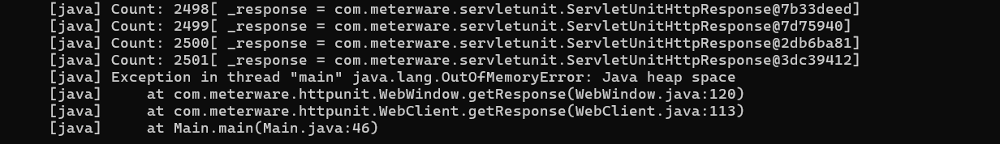 [java] Count: 2498[ _response = com.meterware.servletunit.ServletUnitHttpResponse@7b33deed]
[java] Count: 2499[ _response = com.meterware.servletunit.ServletUnitHttpResponse@7d75940]
[java] Count: 2500[ _response = com.meterware.servletunit.ServletUnitHttpResponse@2db6ba81]
[java] Count: 2501[ _response = com.meterware.servletunit.ServletUnitHttpResponse@3dc39412]
[java] Exception in thread "main" java.lang.OutOfMemoryError: Java heap space
[java]     at com.meterware.httpunit.WebWindow.getResponse(WebWindow.java:120)
[java]     at com.meterware.httpunit.WebClient.getResponse(WebClient.java:113)
[java]     at Main.main(Main.java:46)